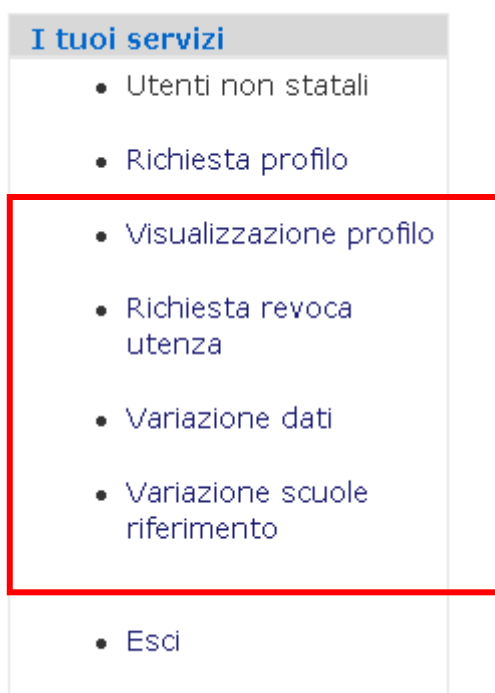 I tuoi servizi
Utenti non statali
Richiesta profilo
Visualizzazione profilo
Richiesta revoca
utenza
Variazione dati
Variazione scuole
riferimento
Esci